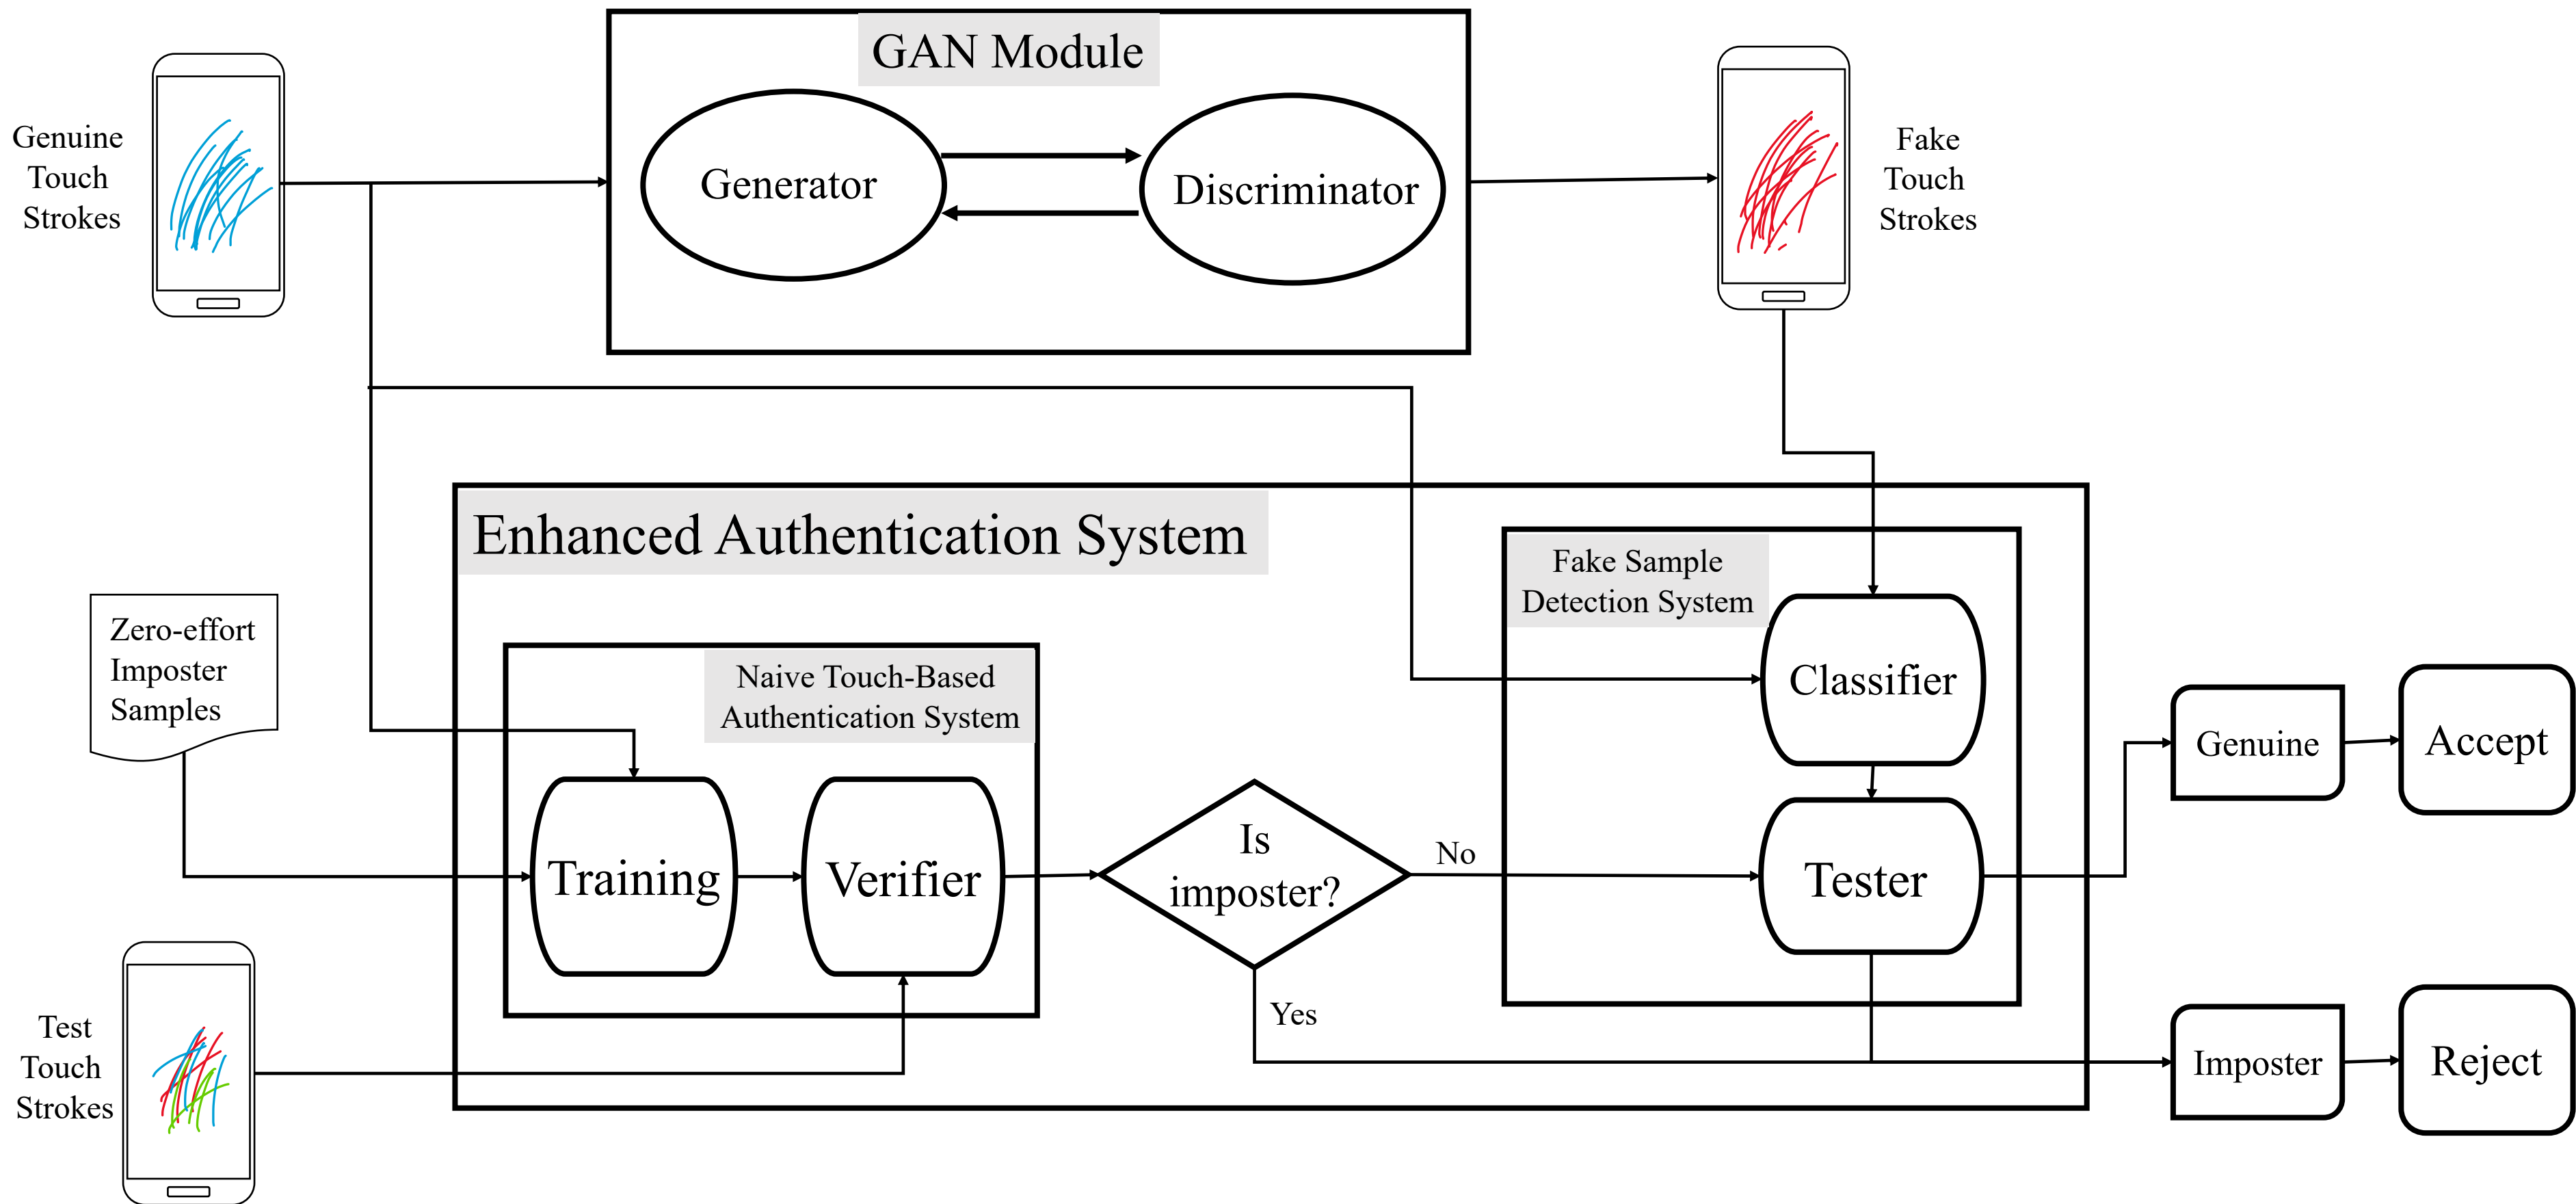 GAN Module
Genuine
Touch
Strokes
Generator
Discriminator
Fake
Touch
Strokes
Enhanced Authentication System
Fake Sample
Detection System
Zero-effort
Imposter
Samples
Naive Touch-Based
Authentication System
Classifier
Genuine
Accept
Training
Verifier
Is
imposter?
No
Tester
Yes
Test
Touch
Strokes
Imposter
Reject